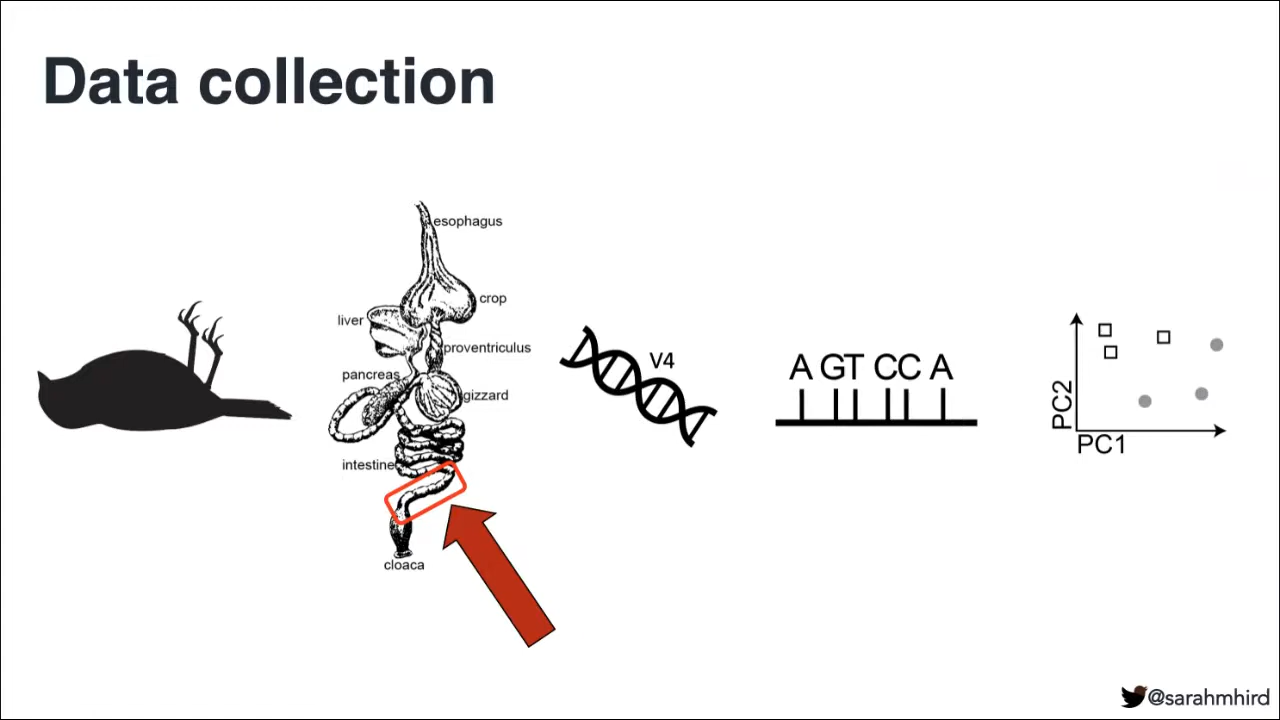 Data collection
esophagus
crop
liver
proventriculus
pancreas
gizzard
intestine
cloaca
V4
A GT CC A
PC2
PC1
@sarahmhird